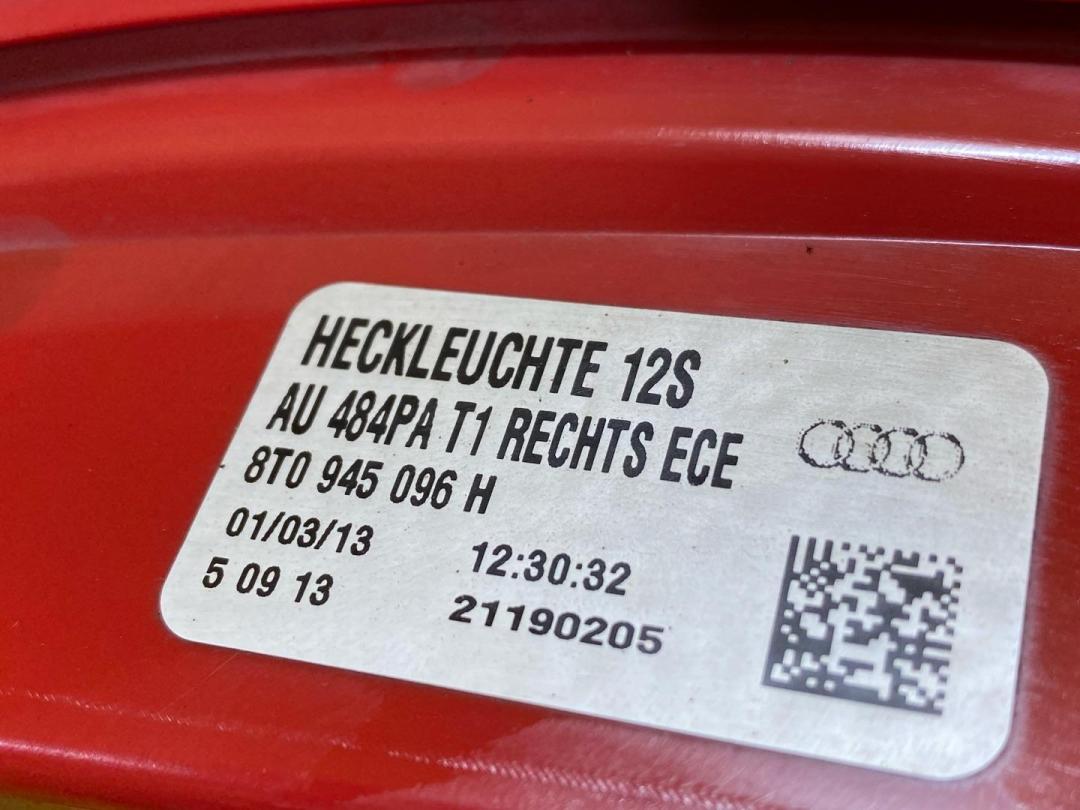 HECKLEUCHTE 12S
AU 484PA T1 RECHTS ECE
8T0 945 096 H
01/03/13 12:30:32
5 09 13 21190205